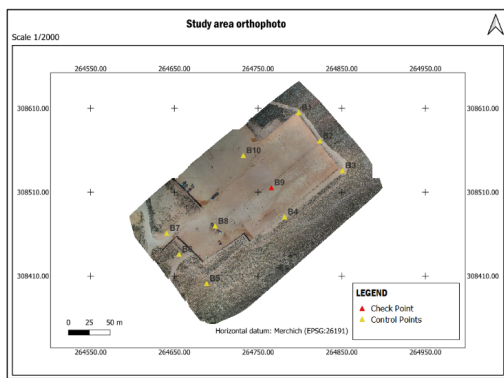 Study area orthophoto
Scale 1/2000
264550.00 264650.00 264750.00 264850.00 264950.00
308610.00 308610.00
B1
B2
B10
B3
B9
308510.00 308510.00
B4
B8
B7
B6
308410.00 308410.00
B5
LEGEND
Check Point
Control Points
0 25 50 m
Horizontal datum: Merchich (EPSG:26191)
264550.00 264650.00 264750.00 264850.00 264950.00